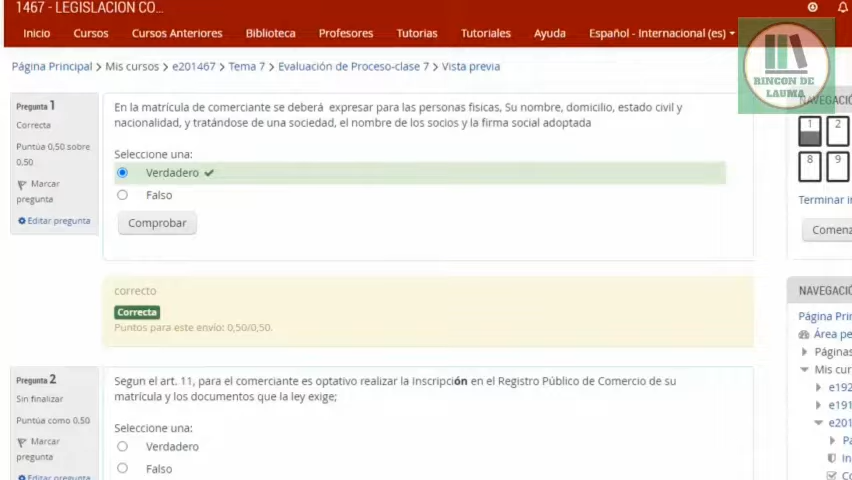 1467 - LEGISLACION CO...
Inicio Cursos Cursos Anteriores Biblioteca Profesores Tutorias Tutoriales Ayuda Español - Internacional (es)
RINCON DE
LAUMA
Página Principal > Mis cursos > e201467 > Tema 7 > Evaluación de Proceso-clase 7 > Vista previa
Pregunta 1
Correcta
Puntúa 0,50 sobre
0,50
Marcar
pregunta
Editar pregunta
En la matrícula de comerciante se deberá expresar para las personas fisicas, Su nombre, domicilio, estado civil y
nacionalidad, y tratándose de una sociedad, el nombre de los socios y la firma social adoptada
Seleccione una:
Verdadero
Falso
Comprobar
correcto
Correcta
Puntos para este envío: 0,50/0,50.
Pregunta 2
Sin finalizar
Puntúa como 0,50
Marcar
pregunta
Editar pregunta
Segun el art. 11, para el comerciante es optativo realizar la Inscripción en el Registro Público de Comercio de su
matrícula y los documentos que la ley exige;
Seleccione una:
Verdadero
Falso
NAVEGACIÓ
1 2
8 9
Terminar in
Comenz
NAVEGACIÓ
Página Prin
Área pe
Páginas
Mis cur
e192
e191
e201
Pa
In